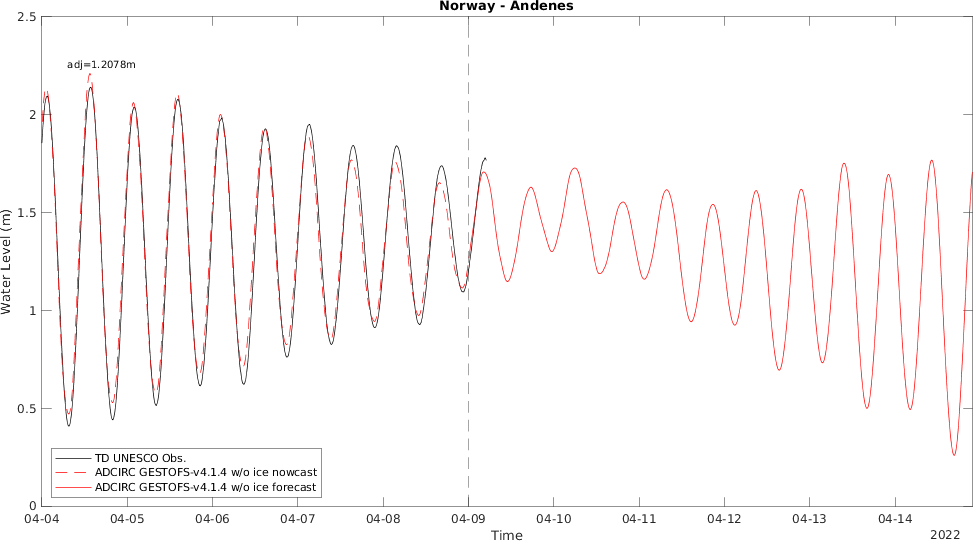 Norway - Andenes
2.5
adj=1.2078m
2
1.5
Water Level (m)
1
0.5
TD UNESCO Obs.
ADCIRC GESTOFS-v4.1.4 w/o ice nowcast
ADCIRC GESTOFS-v4.1.4 w/o ice forecast
0
04-04 04-05 04-06 04-07 04-08 04-09 04-10 04-11 04-12 04-13 04-14
Time
2022